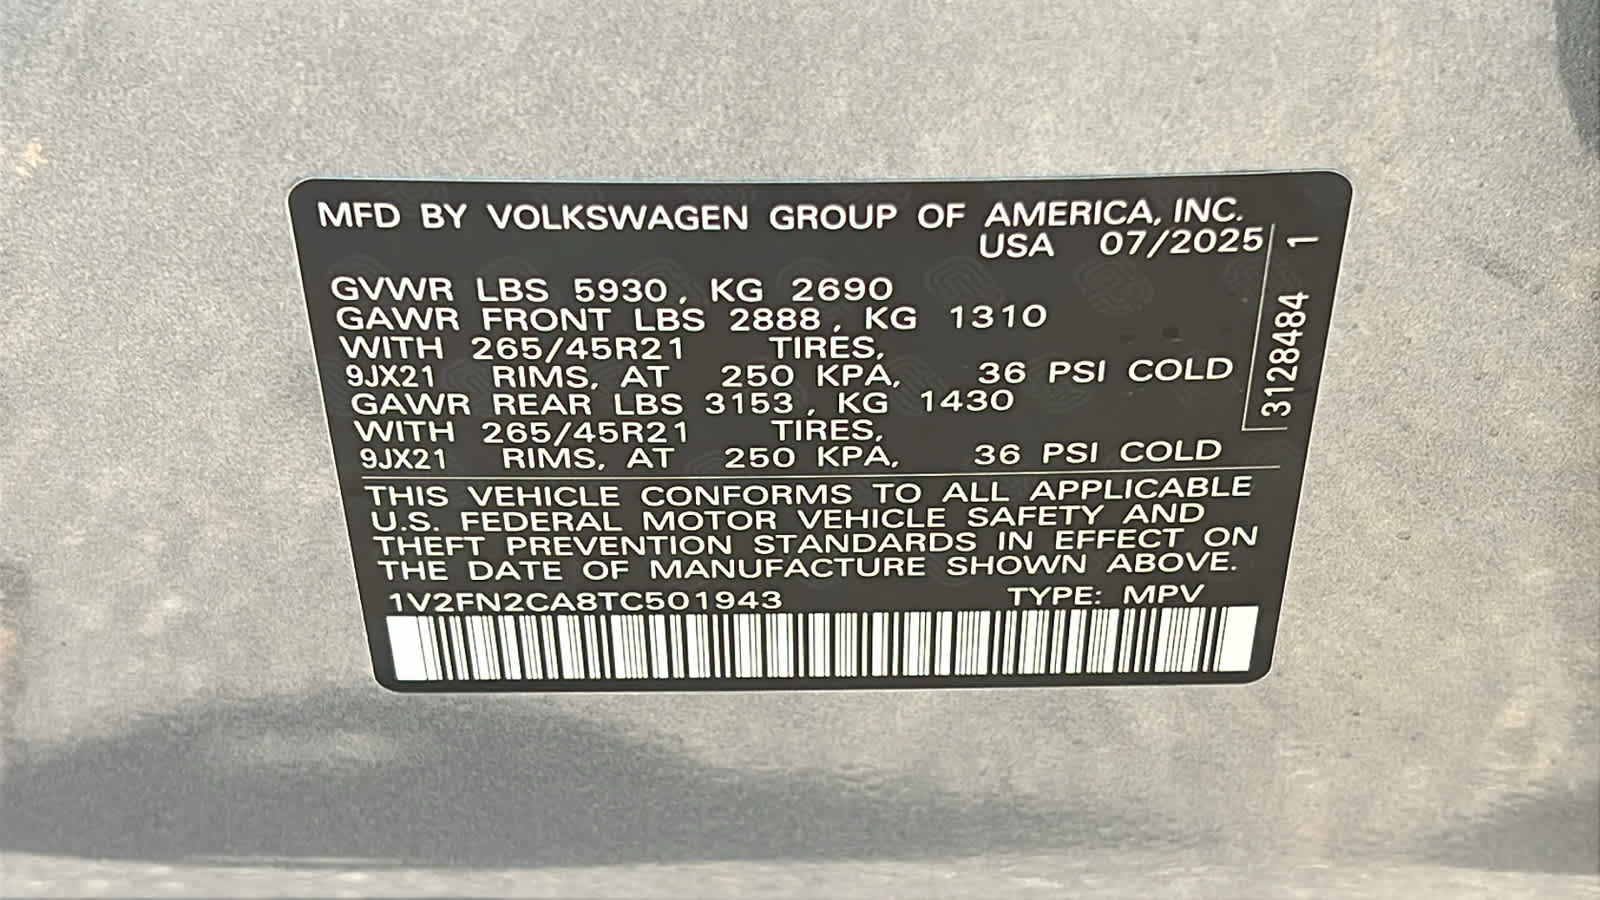 MFD BY VOLKSWAGEN GROUP OF AMERICA, INC.
USA 07/2025
GVWR LBS 5930, KG 2690
GAWR FRONT LBS 2888, KG 1310
WITH 265/45R21 TIRES,
9JX21 RIMS, AT 250 KPA, 36 PSI COLD
GAWR REAR LBS 3153, KG 1430
WITH 265/45R21 TIRES,
9JX21 RIMS, AT 250 KPA, 36 PSI COLD
THIS VEHICLE CONFORMS TO ALL APPLICABLE
U.S. FEDERAL MOTOR VEHICLE SAFETY AND
THEFT PREVENTION STANDARDS IN EFFECT ON
THE DATE OF MANUFACTURE SHOWN ABOVE.
1V2FN2CA8TC501943 TYPE: MPV
3128484 1